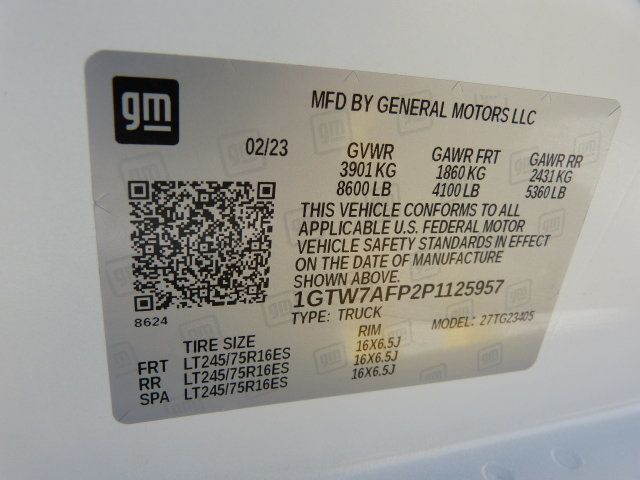 gm
MFD BY GENERAL MOTORS LLC
02/23 GVWR GAWR FRT GAWR RR
3901 KG 1860 KG 2431 KG
8600 LB 4100 LB 5360 LB
THIS VEHICLE CONFORMS TO ALL
APPLICABLE U.S. FEDERAL MOTOR
VEHICLE SAFETY STANDARDS IN EFFECT
ON THE DATE OF MANUFACTURE
SHOWN ABOVE.
1GTW7AFP2P1125957
8624
TYPE: TRUCK MODEL: 27TG23405
TIRE SIZE RIM
FRT LT245/75R16ES 16X6.5J
RR LT245/75R16ES 16X6.5J
SPA LT245/75R16ES 16X6.5J